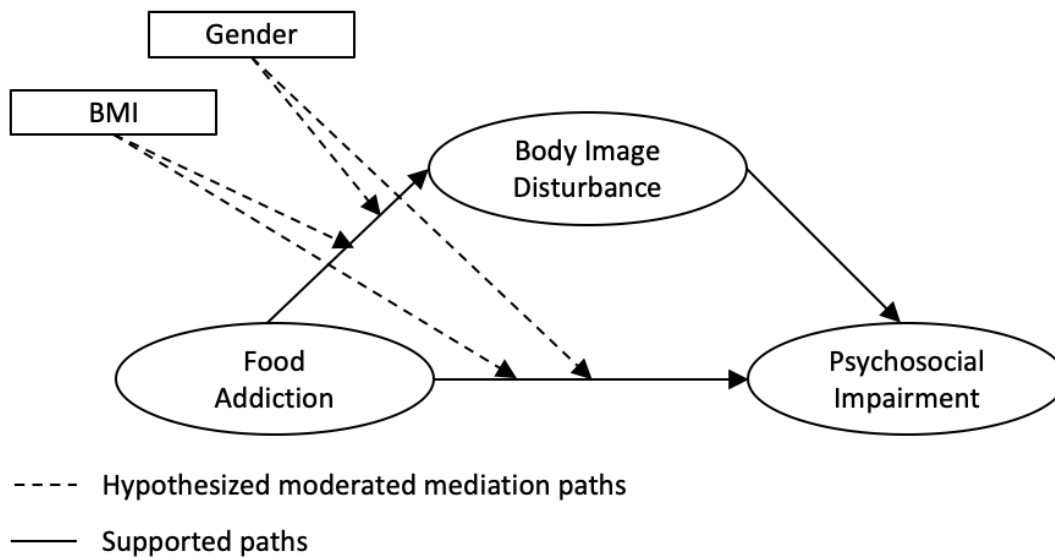 Gender
BMI
Body Image
Disturbance
Food
Addiction
Psychosocial
Impairment
Hypothesized moderated mediation paths
Supported paths